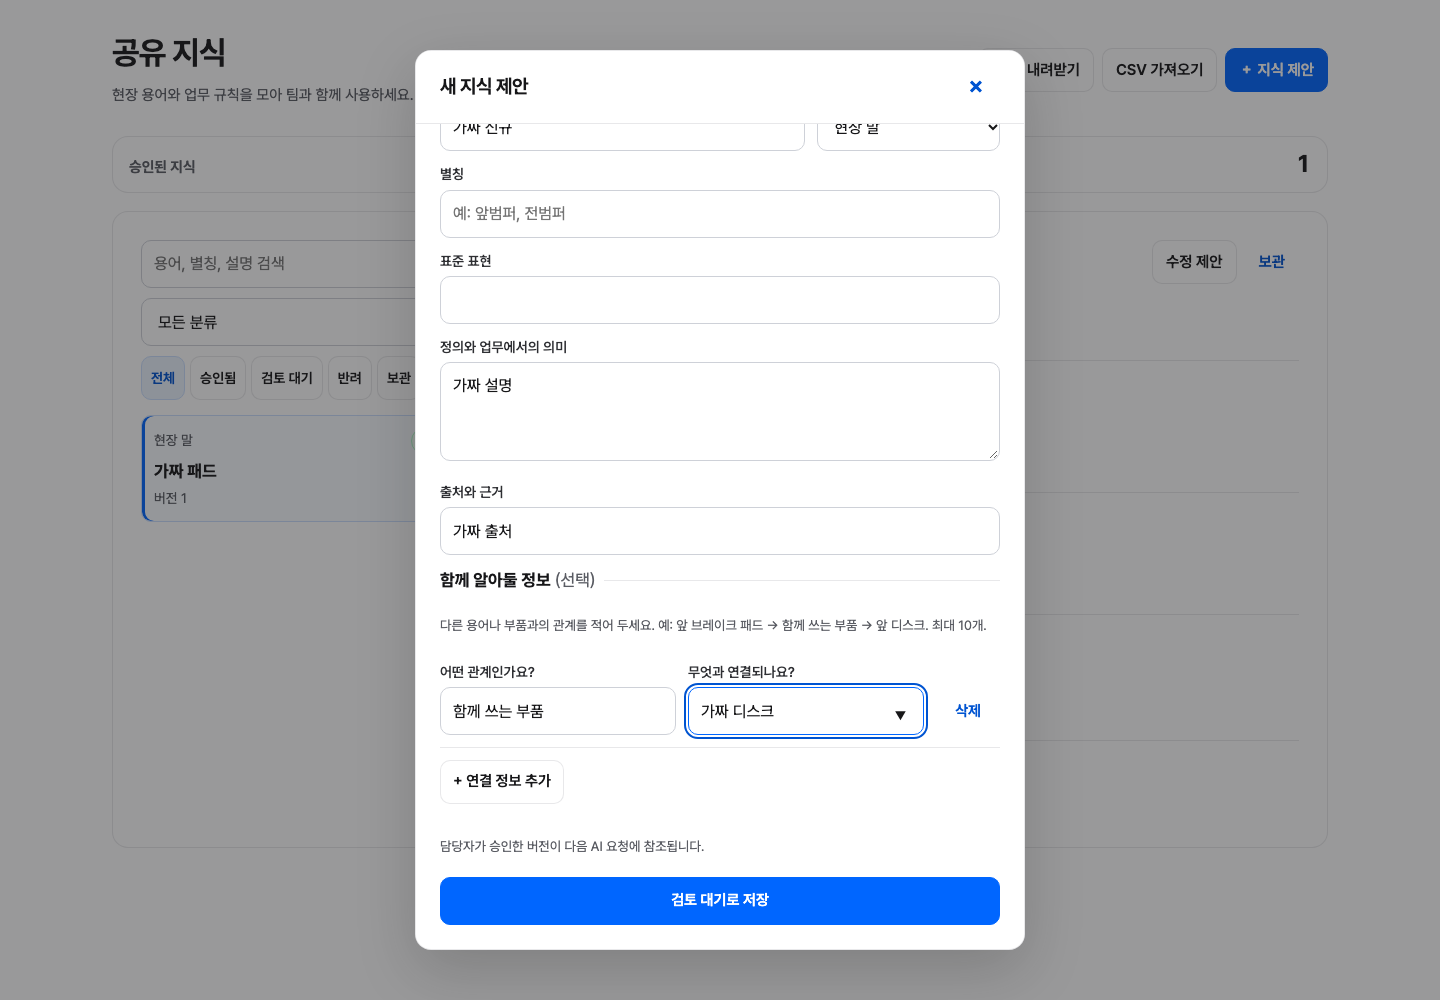 공유 지식
현장 용어와 업무 규칙을 모아 팀과 함께 사용하세요.
내려받기
CSV 가져오기
+ 지식 제안
승인된 지식
1
용어, 별칭, 설명 검색
모든 분류
전체
승인됨
검토 대기
반려
보관
현장 말
가짜 패드
버전 1
수정 제안
보관
새 지식 제안
×
가짜 신규
현장 말
별칭
예: 앞범퍼, 전범퍼
표준 표현
정의와 업무에서의 의미
가짜 설명
출처와 근거
가짜 출처
함께 알아둘 정보 (선택)
다른 용어나 부품과의 관계를 적어 두세요. 예: 앞 브레이크 패드 → 함께 쓰는 부품 → 앞 디스크. 최대 10개.
어떤 관계인가요?
무엇과 연결되나요?
함께 쓰는 부품
가짜 디스크
삭제
+ 연결 정보 추가
담당자가 승인한 버전이 다음 AI 요청에 참조됩니다.
검토 대기로 저장